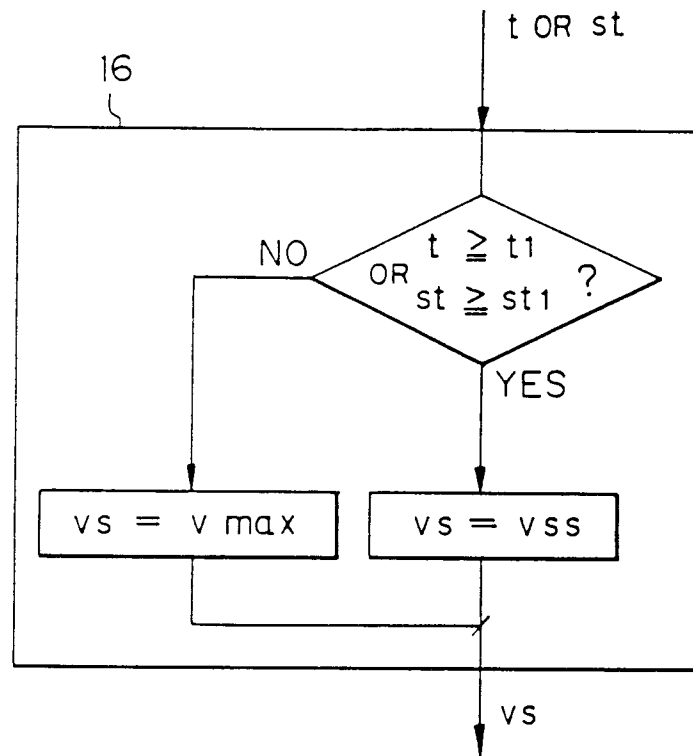 t OR st
16
NO
t ≧ t1
OR
st ≧ st1 ?
YES
vs = v max
vs = vss
vs